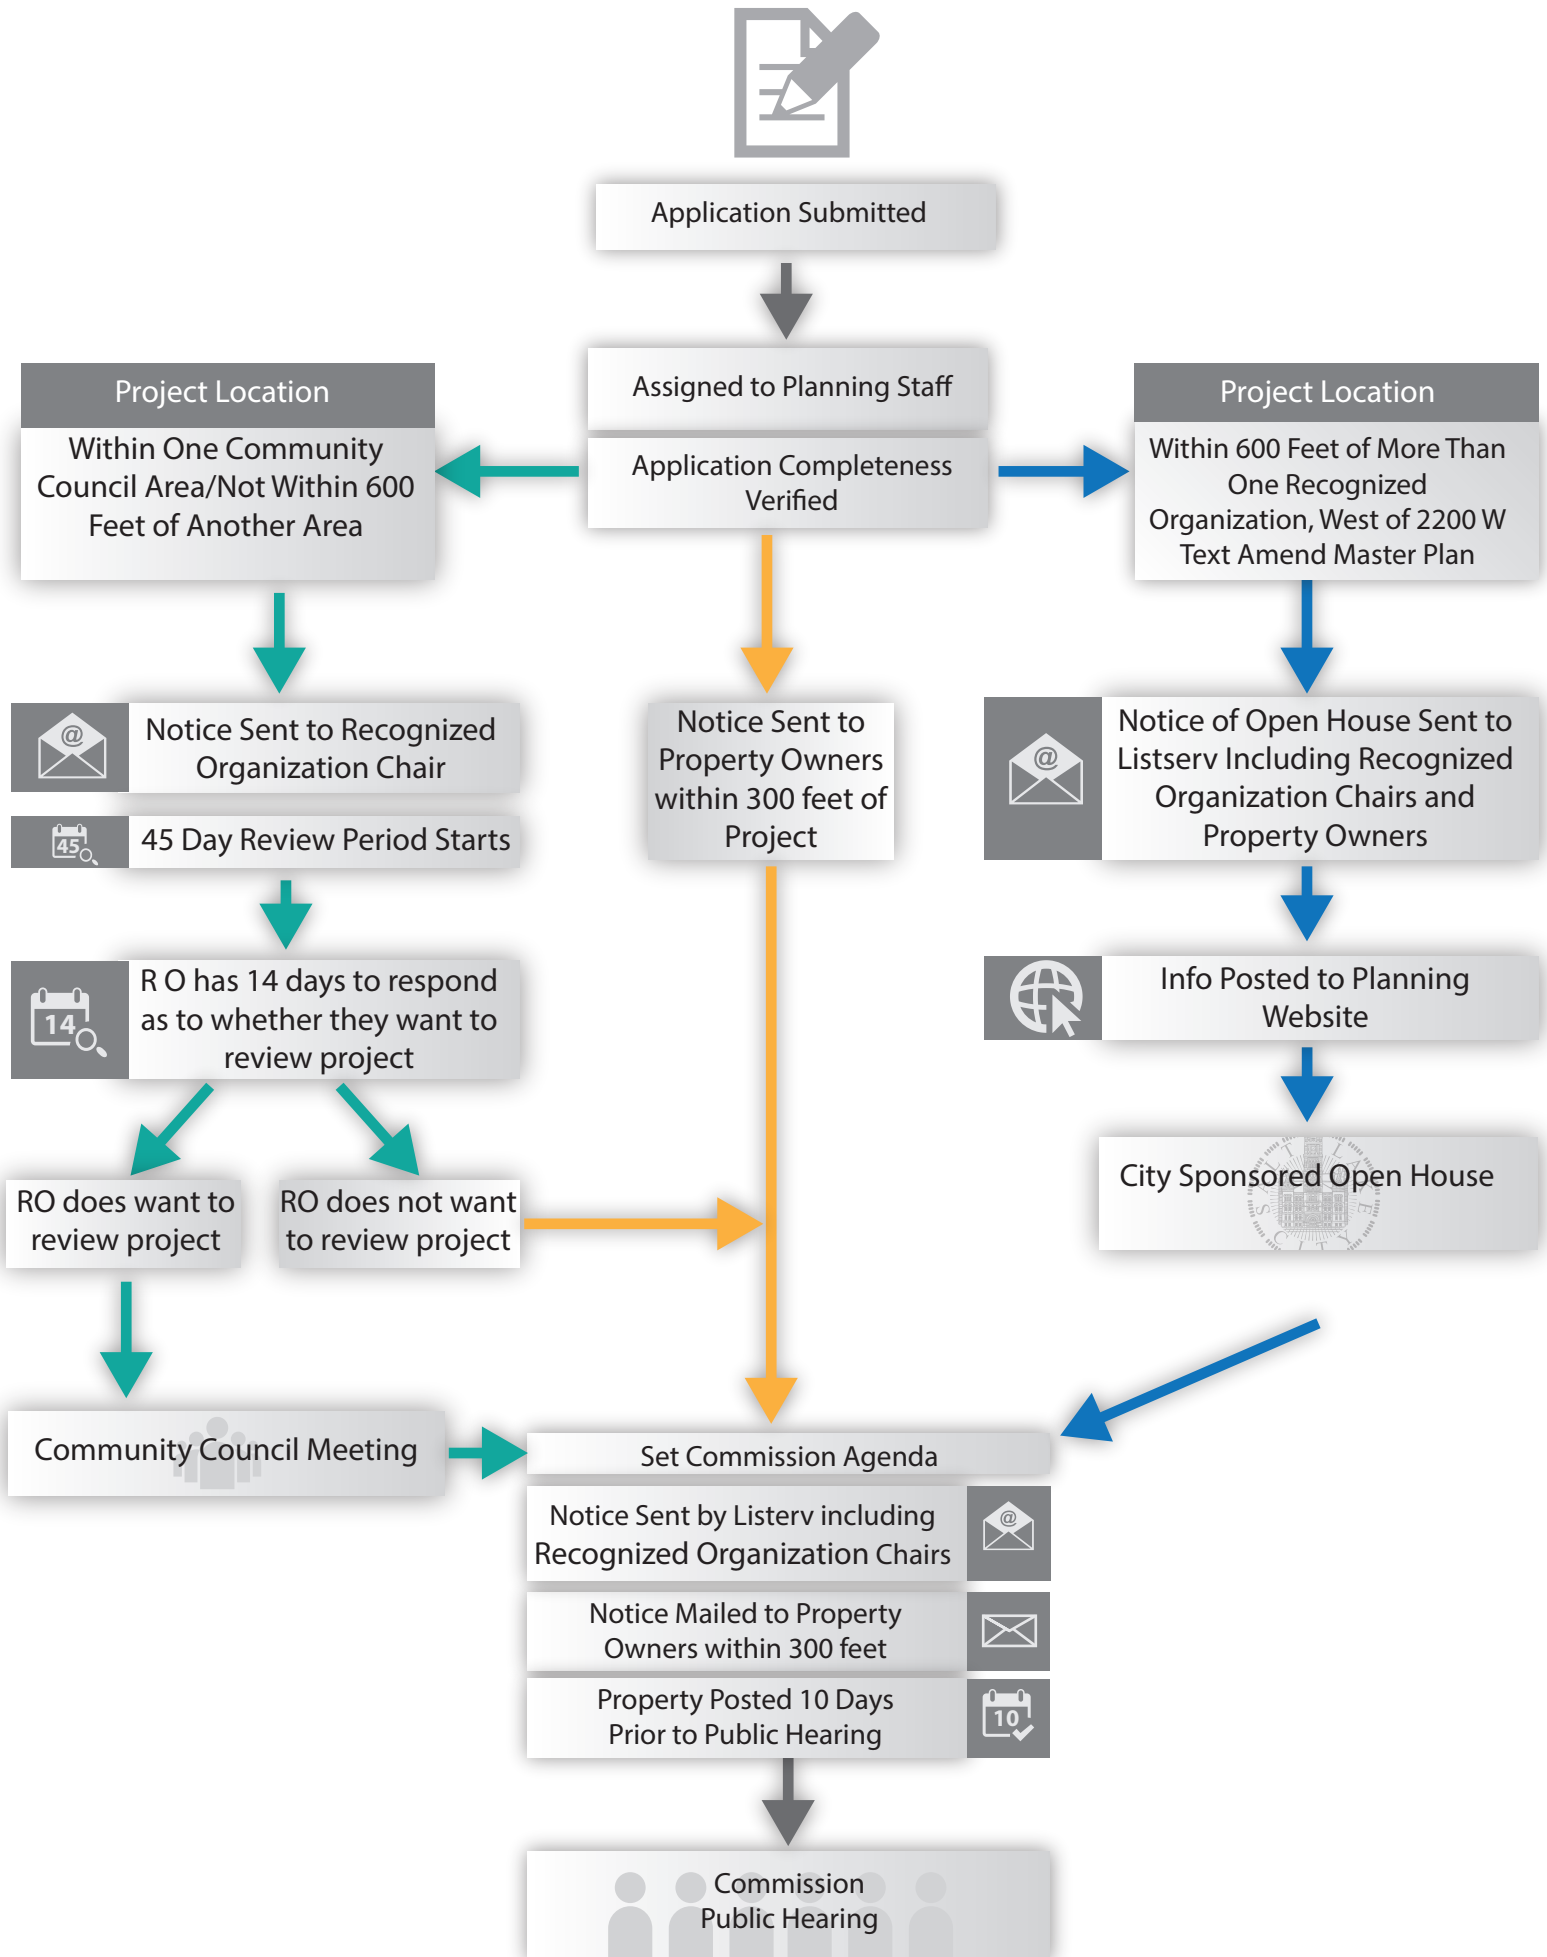 Application Submitted
Assigned to Planning Staff
Application Completeness
Verified
Project Location
Within One Community
Council Area/Not Within 600
Feet of Another Area
Project Location
Within 600 Feet of More Than
One Recognized
Organization, West of 2200 W
Text Amend Master Plan
@
Notice Sent to Recognized
Organization Chair
45
45 Day Review Period Starts
14
R O has 14 days to respond
as to whether they want to
review project
RO does want to
review project
RO does not want
to review project
Community Council Meeting
Notice Sent to
Property Owners
within 300 feet of
Project
@
Notice of Open House Sent to
Listserv Including Recognized
Organization Chairs and
Property Owners
Info Posted to Planning
Website
City Sponsored Open House
SALT LAKE
CITY
Set Commission Agenda
Notice Sent by Listerv including
Recognized Organization Chairs
@
Notice Mailed to Property
Owners within 300 feet
Property Posted 10 Days
Prior to Public Hearing
10
Commission
Public Hearing